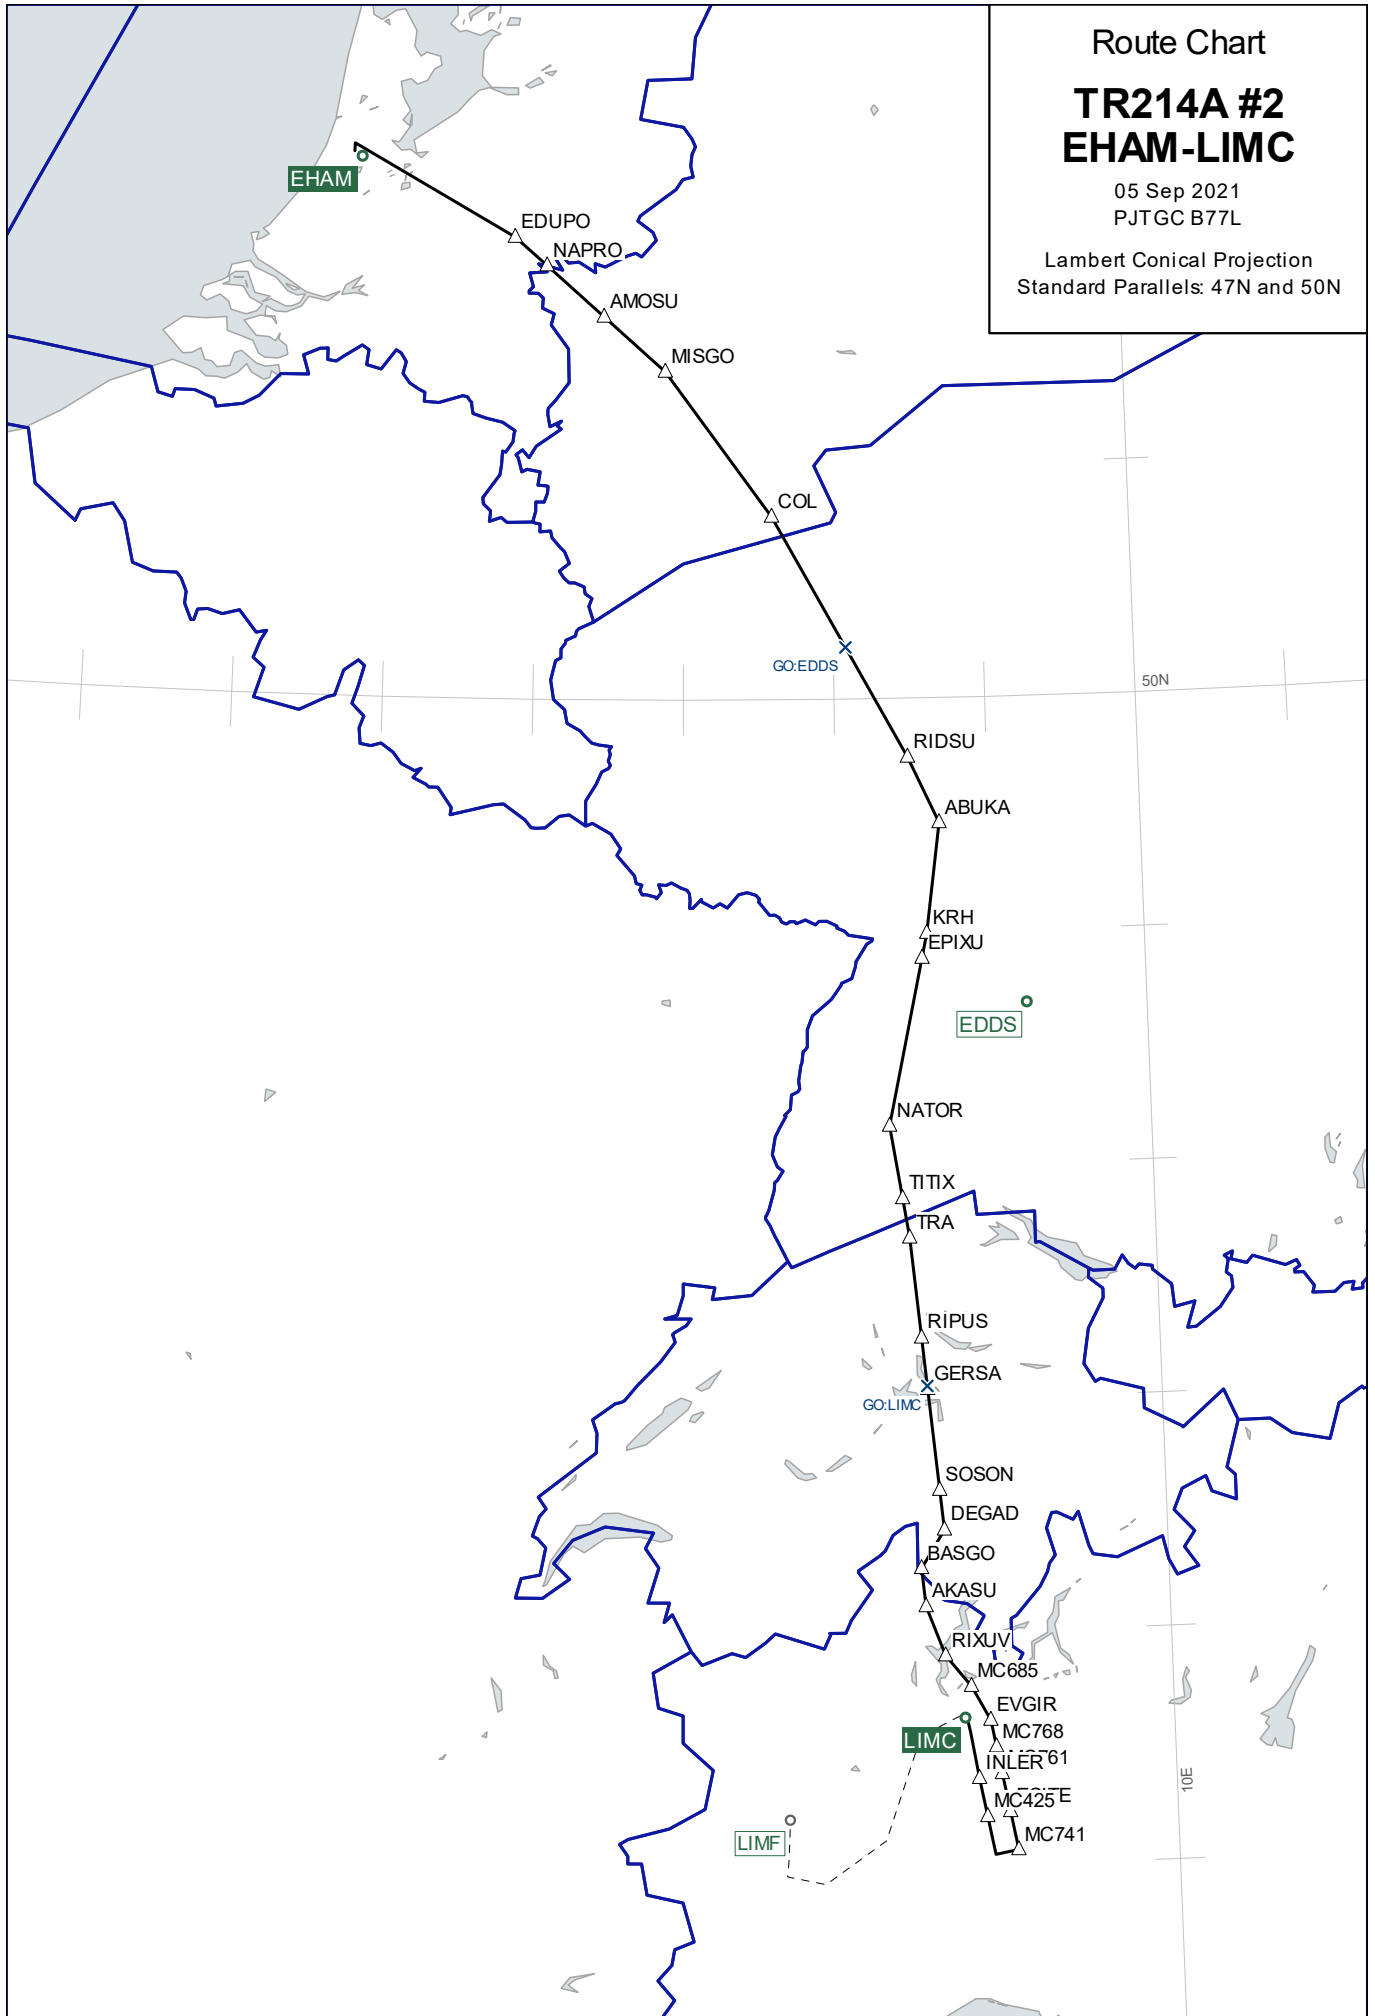 Route Chart
TR214A #2
EHAM-LIMC
05 Sep 2021
PJTGC B77L
Lambert Conical Projection
Standard Parallels: 47N and 50N
EHAM
EDUPO
NAPRO
AMOSU
MISGO
COL
GO:EDDS
50N
RIDSU
ABUKA
KRH
EPIXU
EDDS
NATOR
TITIX
TRA
RIPUS
GERSA
GO:LIMC
SOSON
DEGAD
BASGO
AKASU
RIXUV
MC685
EVGIR
MC768
LIMC
INLER
10E
MC425
MC741
LIMF